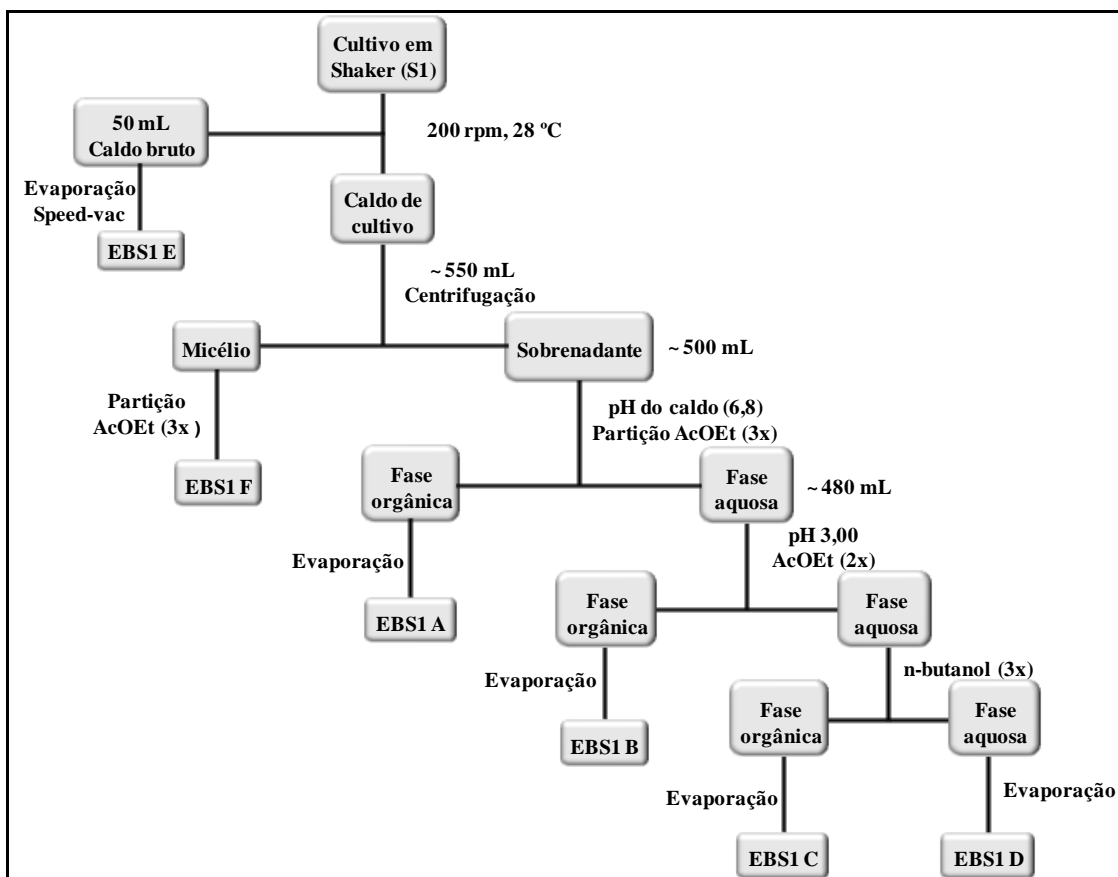 Cultivo em
Shaker (S1)
50 mL
Caldo bruto
200 rpm, 28 ºC
Evaporação
Speed-vac
Caldo de
cultivo
EBS1 E
~ 550 mL
Centrifugação
Micélio
Sobrenadante
~ 500 mL
Partição
AcOEt (3x )
pH do caldo (6,8)
Partição AcOEt (3x)
EBS1 F
Fase
orgânica
Fase
aquosa
~ 480 mL
Evaporação
pH 3,00
AcOEt (2x)
EBS1 A
Fase
orgânica
Fase
aquosa
Evaporação
n-butanol (3x)
EBS1 B
Fase
orgânica
Fase
aquosa
Evaporação
Evaporação
EBS1 C
EBS1 D